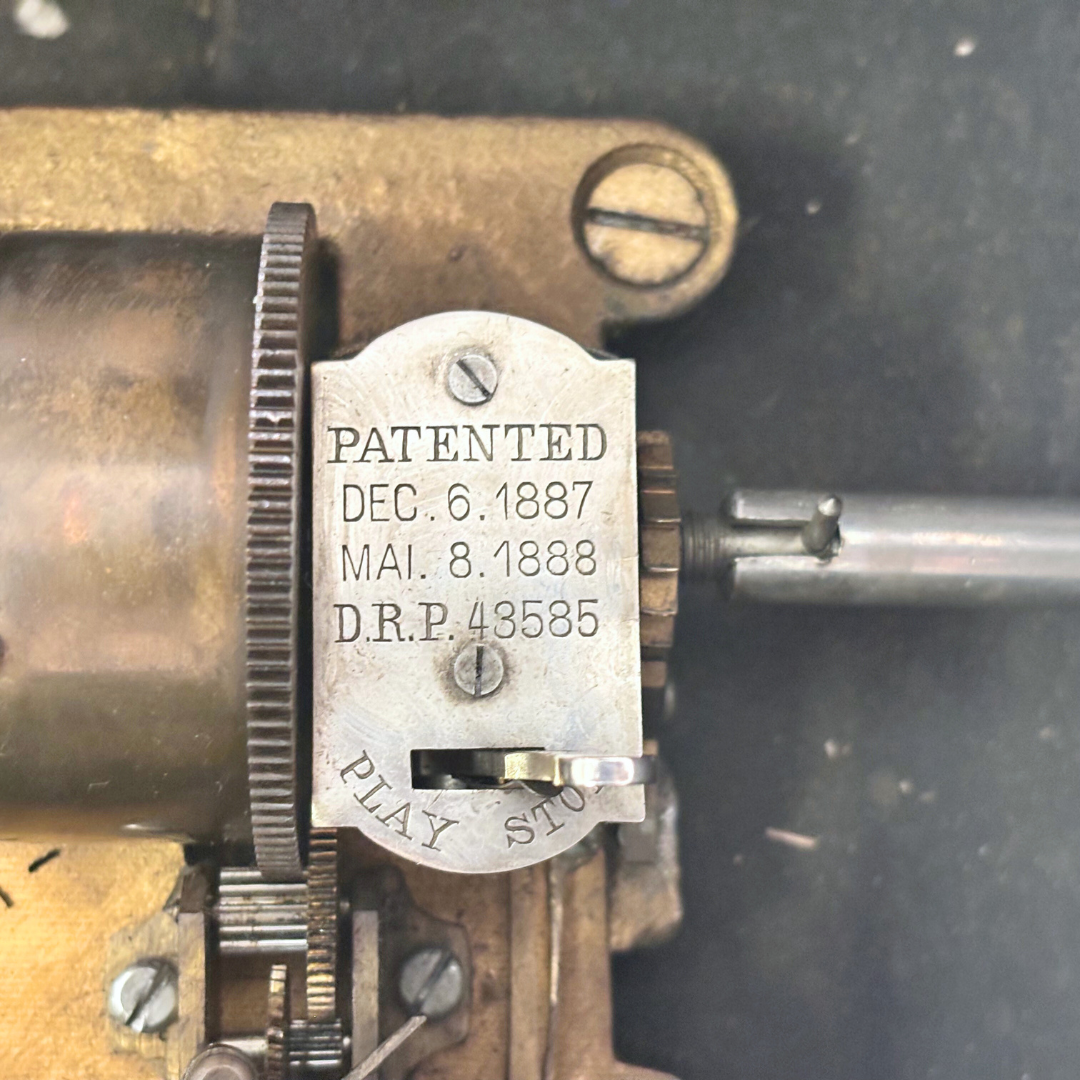 PATENTED
DEC. 6. 1887
MAI. 8. 1888
D.R.P. 43585
PLAY